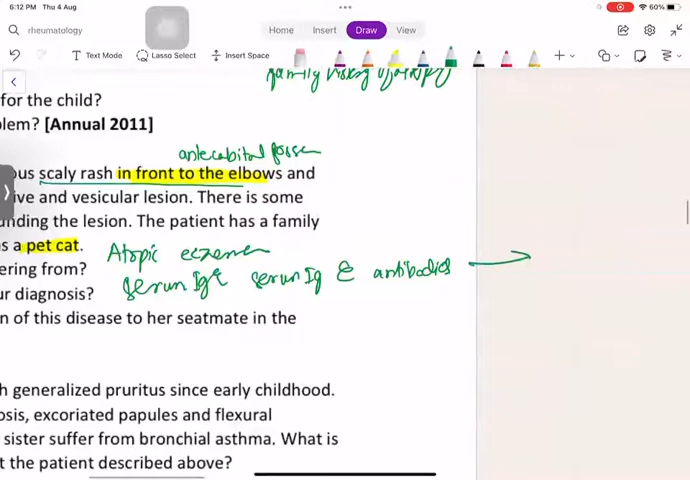 6:12 PM Thu 4 Aug
60%
rheumatology
Home Insert Draw View
Text Mode Lasso Select Insert Space
family history of atopy
for the child?
blem? [Annual 2011]
antecubital fossa
ous scaly rash in front to the elbows and
ive and vesicular lesion. There is some
nding the lesion. The patient has a family
s a pet cat.
Atopic eczema
ering from?
serum IgE serum Ig E antibodies
ur diagnosis?
n of this disease to her seatmate in the
h generalized pruritus since early childhood.
osis, excoriated papules and flexural
sister suffer from bronchial asthma. What is
t the patient described above?